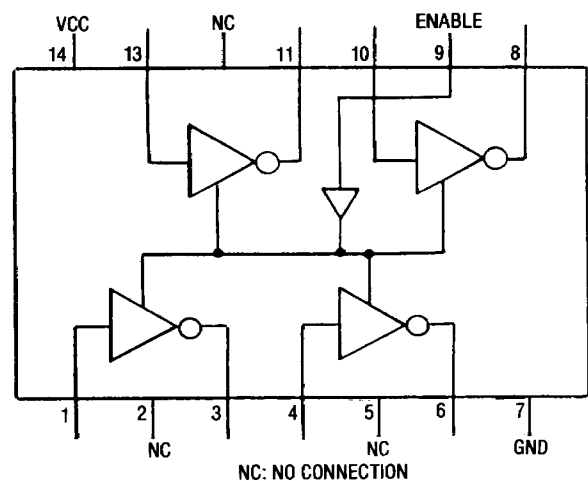 VCC NC ENABLE
14 13 11 10 9 8
1 2 3 4 5 6 7
NC NC GND
NC: NO CONNECTION